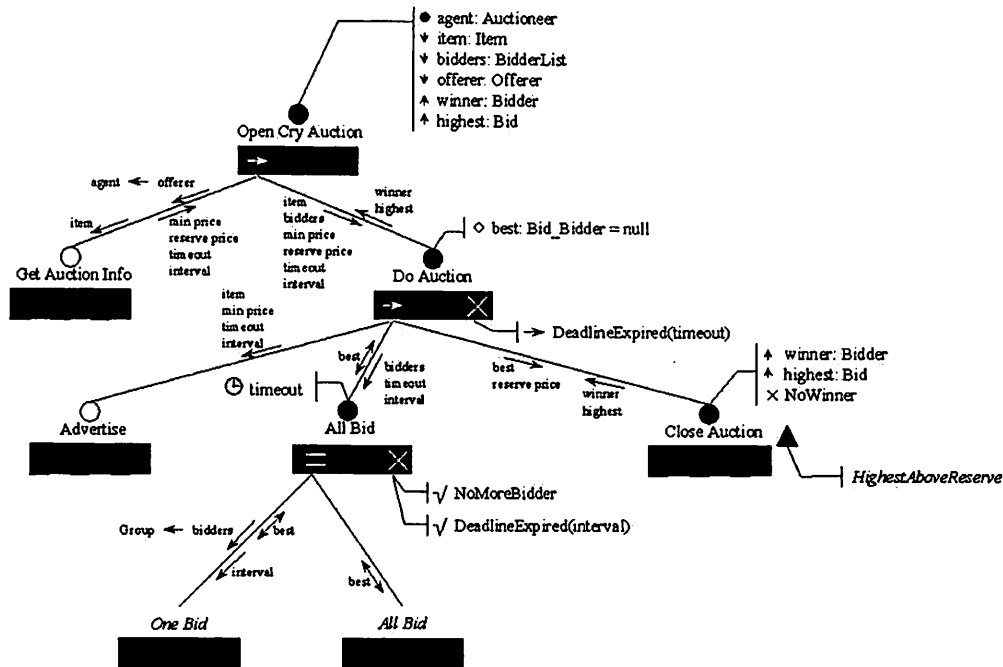 agent: Auctioneer
item: Item
bidders: BidderList
offerer: Offerer
winner: Bidder
highest: Bid
Open Cry Auction
agent ← offerer
item
min price
reserve price
timeout
interval
item
bidders
min price
reserve price
timeout
interval
winner
highest
best: Bid_Bidder = null
Get Auction Info
Do Auction
DeadlineExpired(timeout)
item
min price
timeout
interval
best
bidders
timeout
interval
best
reserve price
winner
highest
timeout
winner: Bidder
highest: Bid
NoWinner
Advertise
All Bid
Close Auction
HighestAboveReserve
√ NoMoreBidder
√ DeadlineExpired(interval)
Group ← bidders
best
interval
best
One Bid
All Bid